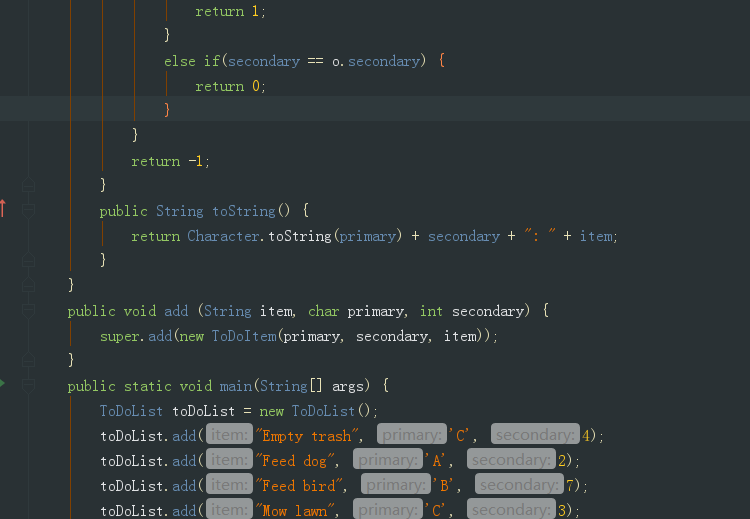 return 1;
}
else if(secondary == o.secondary) {
return 0;
}
}
return -1;
}
public String toString() {
return Character.toString(primary) + secondary + ": " + item;
}
}
public void add (String item, char primary, int secondary) {
super.add(new ToDoItem(primary, secondary, item));
}
public static void main(String[] args) {
ToDoList toDoList = new ToDoList();
toDoList.add( item: "Empty trash", primary: 'C', secondary: 4);
toDoList.add( item: "Feed dog", primary: 'A', secondary: 2);
toDoList.add( item: "Feed bird", primary: 'B', secondary: 7);
toDoList.add( item: "Mow lawn", primary: 'C', secondary: 3);